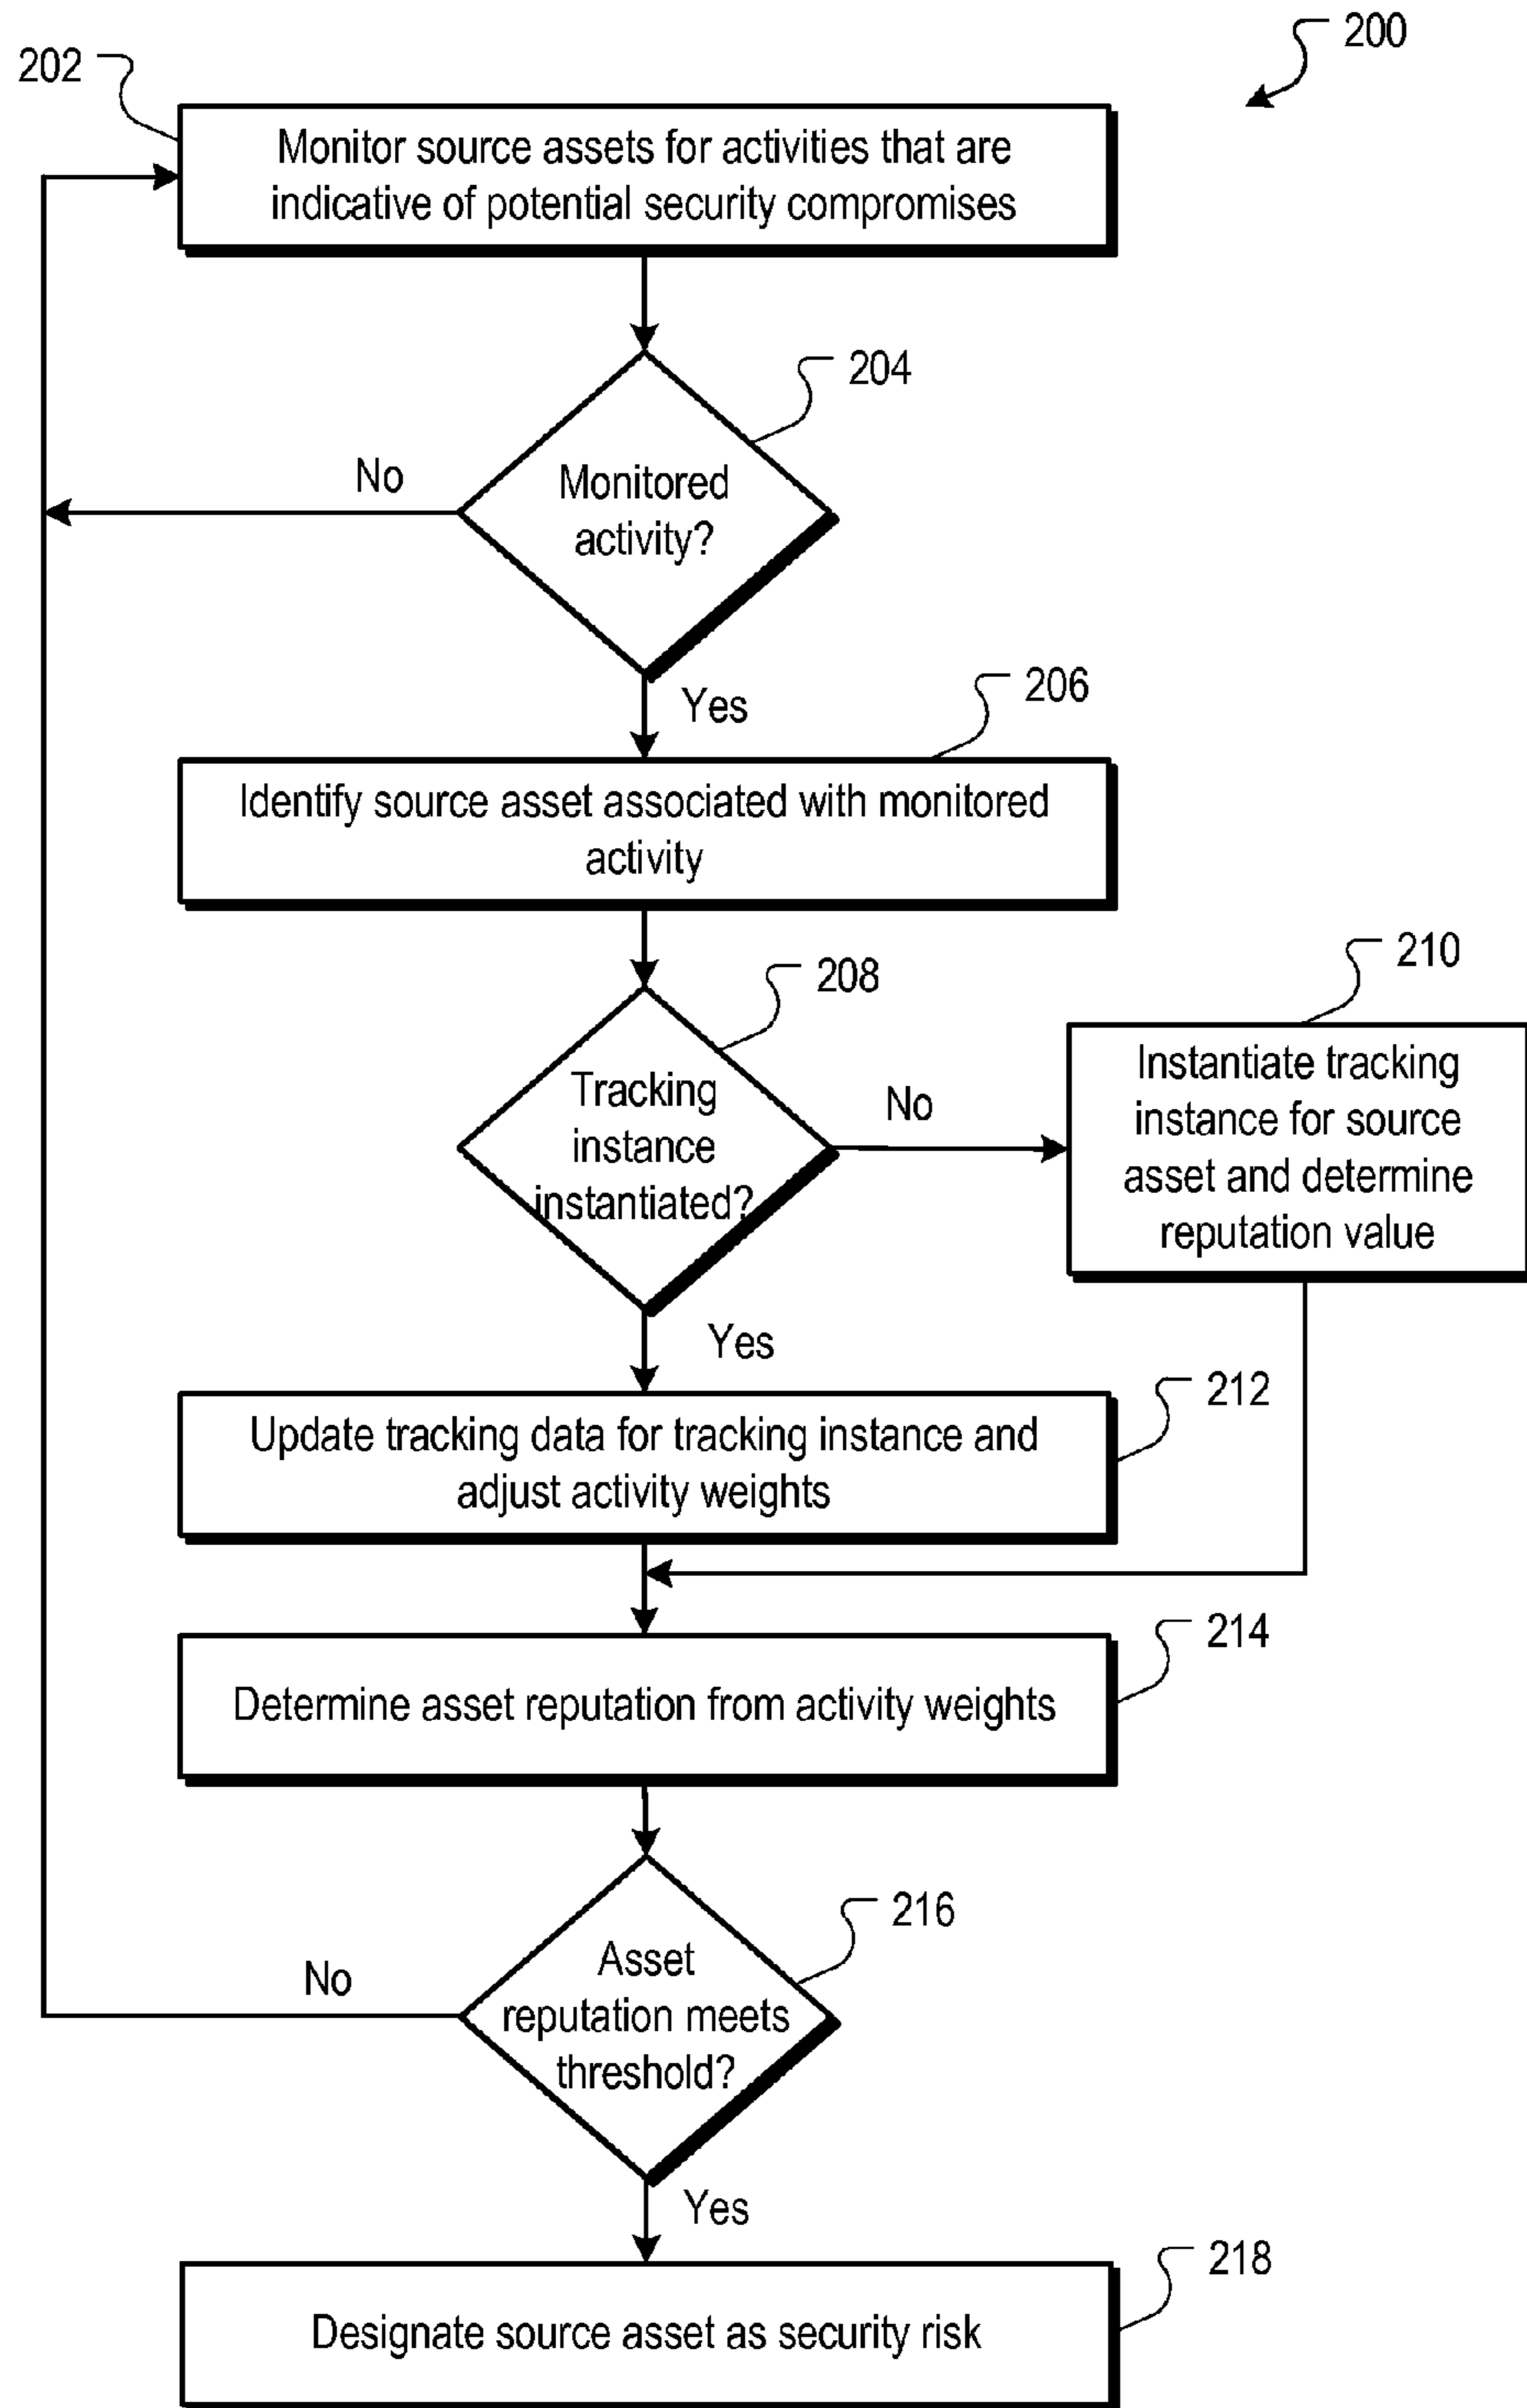 200
202
Monitor source assets for activities that are
indicative of potential security compromises
204
No
Monitored
activity?
Yes
206
Identify source asset associated with monitored
activity
208
210
Tracking
instance
instantiated?
No
Instantiate tracking
instance for source
asset and determine
reputation value
Yes
212
Update tracking data for tracking instance and
adjust activity weights
214
Determine asset reputation from activity weights
216
No
Asset
reputation meets
threshold?
Yes
218
Designate source asset as security risk